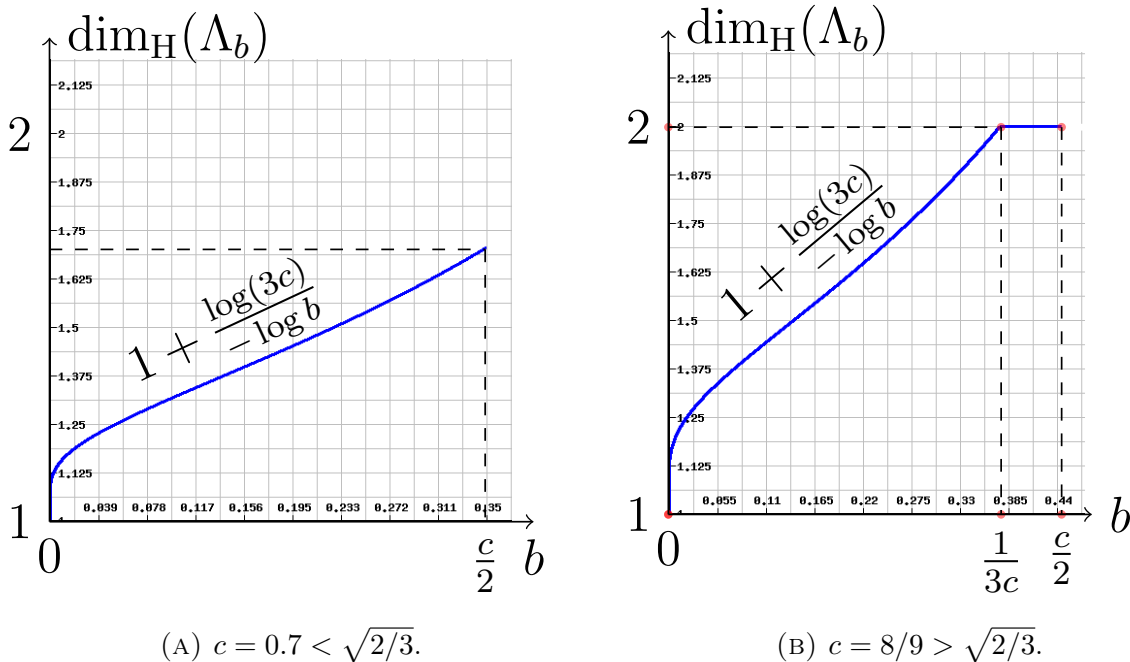 dim_H(Λ_b)
2.125
2
2
1.875
1.75
1.625
1.5
1.375
1.25
1.125
1 + log(3c) / −log b
0.039 0.078 0.117 0.156 0.195 0.233 0.272 0.311 0.35
1
0
c/2
b
(A) c = 0.7 < √2/3.
dim_H(Λ_b)
2.125
2
2
1.875
1.75
1.625
1.5
1.375
1.25
1.125
1 + log(3c) / −log b
0.055 0.11 0.165 0.22 0.275 0.33 0.385 0.44
1
0
1/3c
c/2
b
(B) c = 8/9 > √2/3.